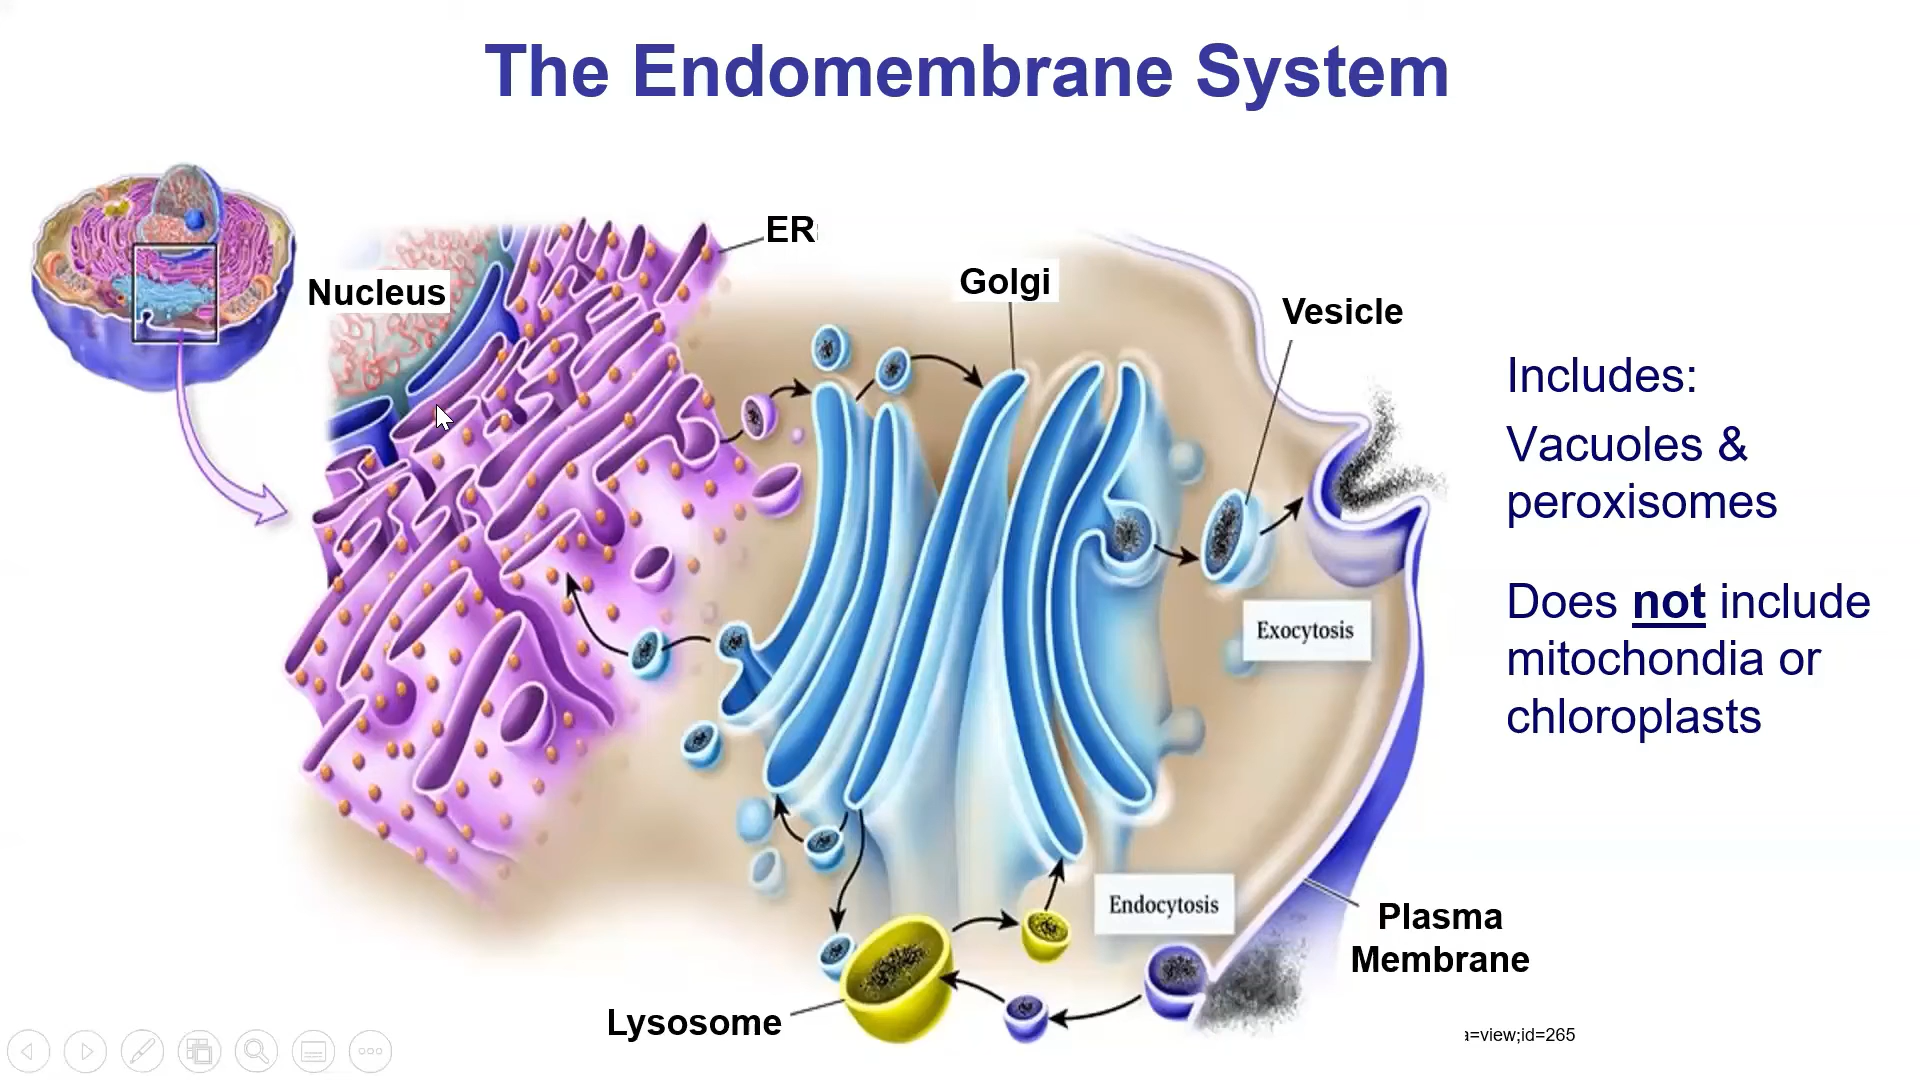 The Endomembrane System
ER
Nucleus
Golgi
Vesicle
Includes:
Vacuoles &
peroxisomes
Does not include
mitochondia or
chloroplasts
Exocytosis
Endocytosis
Plasma
Membrane
Lysosome
a=view;id=265